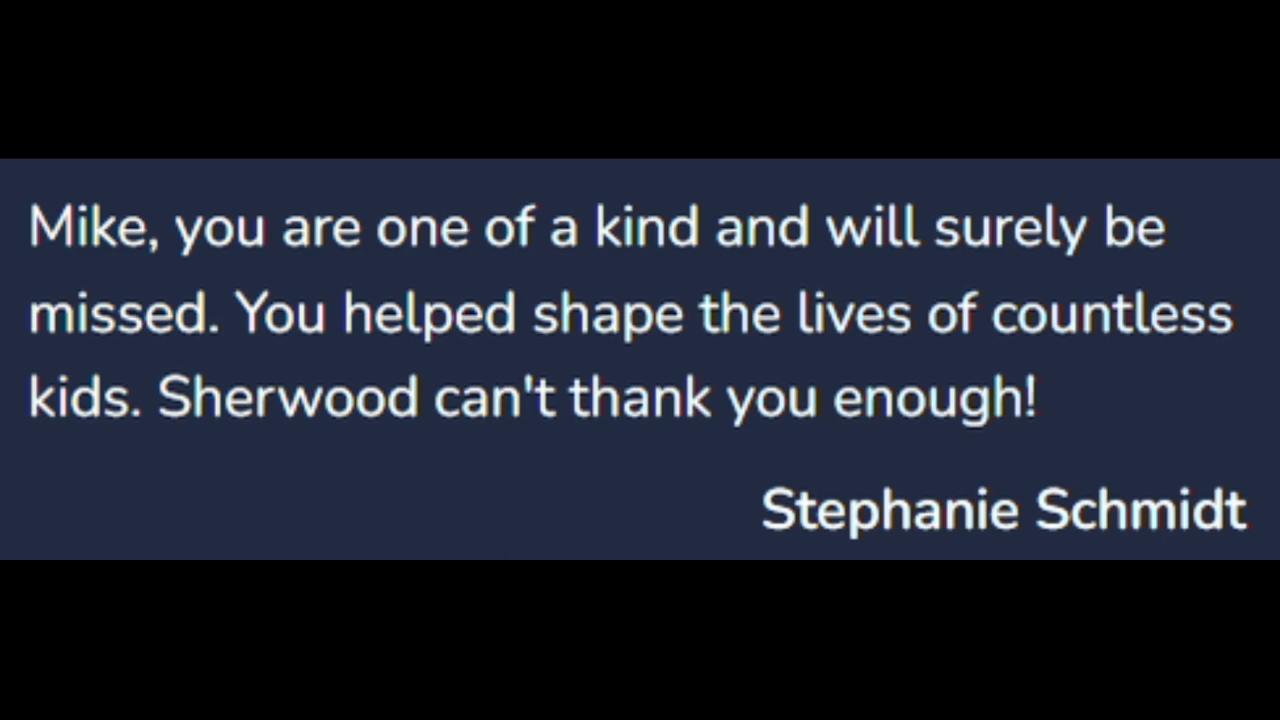 Mike, you are one of a kind and will surely be
missed. You helped shape the lives of countless
kids. Sherwood can't thank you enough!
Stephanie Schmidt